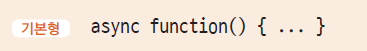 기본형 async function() { ... }